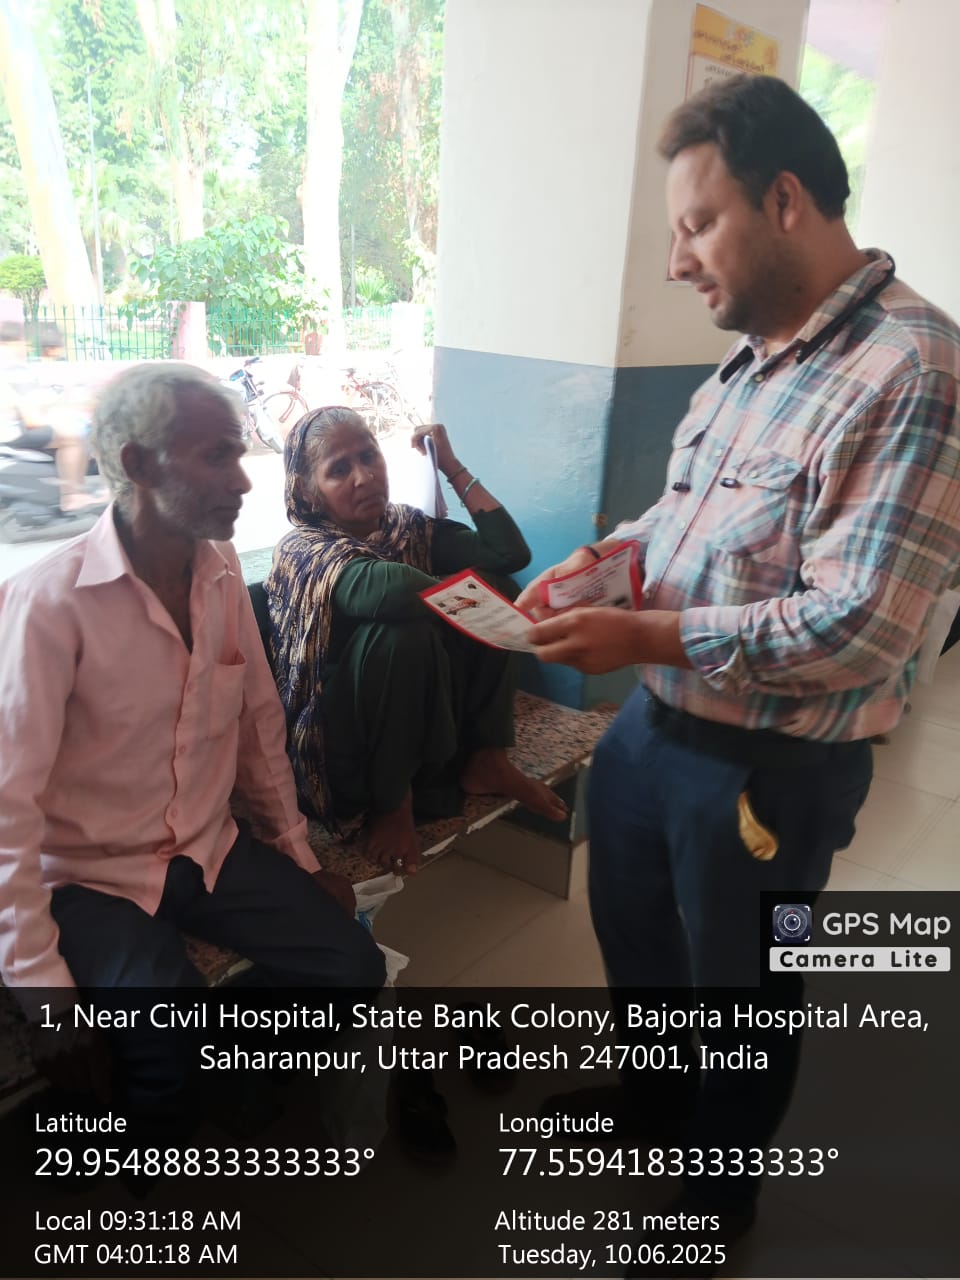 GPS Map
Camera Lite
1, Near Civil Hospital, State Bank Colony, Bajoria Hospital Area,
Saharanpur, Uttar Pradesh 247001, India
Latitude
29.95488833333333°
Longitude
77.55941833333333°
Local 09:31:18 AM
GMT 04:01:18 AM
Altitude 281 meters
Tuesday, 10.06.2025